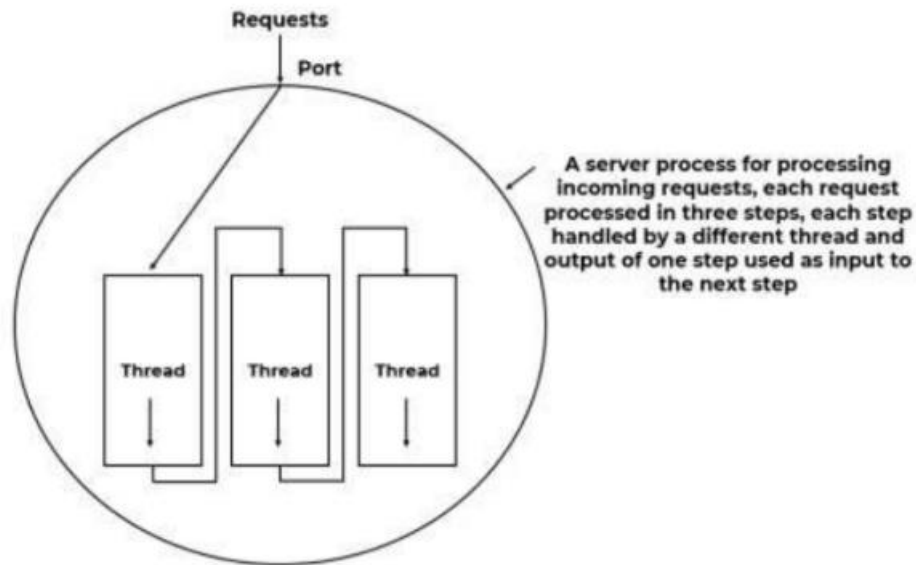 Requests
Port
A server process for processing
incoming requests, each request
processed in three steps, each step
handled by a different thread and
output of one step used as input to
the next step
Thread
Thread
Thread